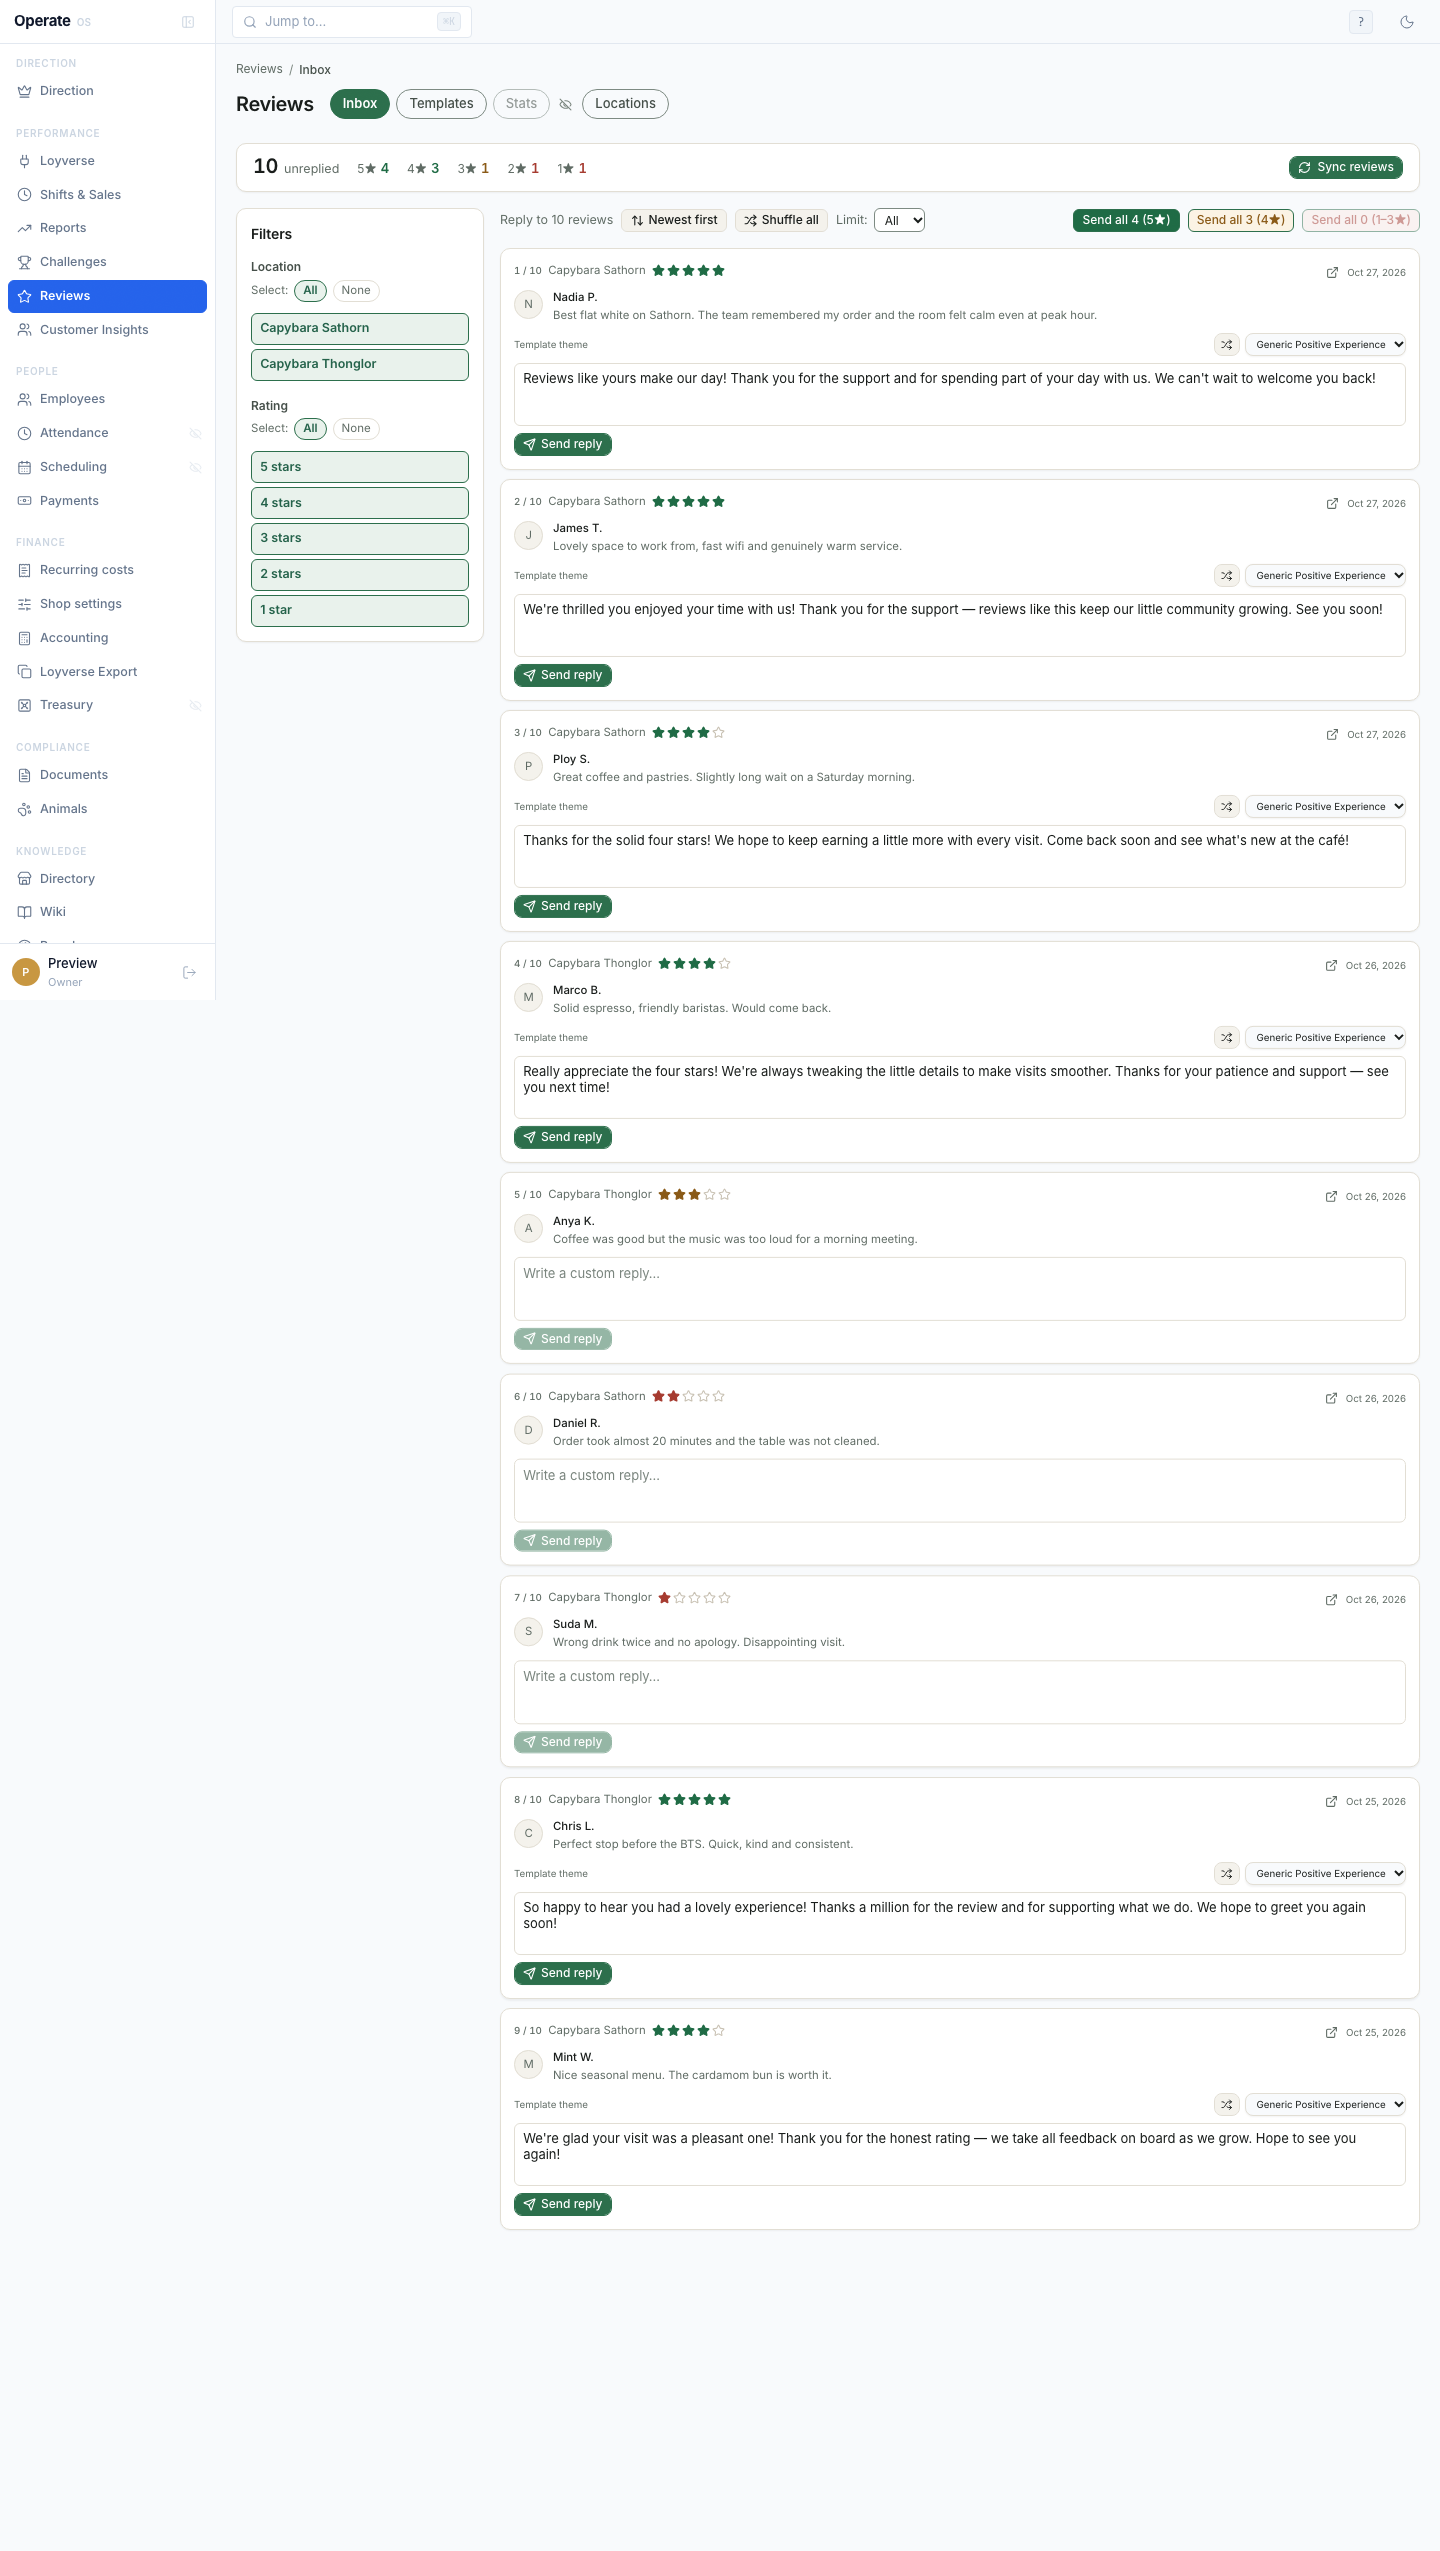 Operate OS
Jump to...
⌘K
?
DIRECTION
Direction
PERFORMANCE
Loyverse
Shifts & Sales
Reports
Challenges
Reviews
Customer Insights
PEOPLE
Employees
Attendance
Scheduling
Payments
FINANCE
Recurring costs
Shop settings
Accounting
Loyverse Export
Treasury
COMPLIANCE
Documents
Animals
KNOWLEDGE
Directory
Wiki
P
Preview
Owner
Reviews / Inbox
Reviews Inbox Templates Stats Locations
10 unreplied 5★ 4 4★ 3 3★ 1 2★ 1 1★ 1 Sync reviews
Filters
Location
Select: All None
Capybara Sathorn
Capybara Thonglor
Rating
Select: All None
5 stars
4 stars
3 stars
2 stars
1 star
Reply to 10 reviews Newest first Shuffle all Limit: All Send all 4 (5★) Send all 3 (4★) Send all 0 (1–3★)
1 / 10 Capybara Sathorn Oct 27, 2026
N Nadia P.
Best flat white on Sathorn. The team remembered my order and the room felt calm even at peak hour.
Template theme Generic Positive Experience
Reviews like yours make our day! Thank you for the support and for spending part of your day with us. We can't wait to welcome you back!
Send reply
2 / 10 Capybara Sathorn Oct 27, 2026
J James T.
Lovely space to work from, fast wifi and genuinely warm service.
Template theme Generic Positive Experience
We're thrilled you enjoyed your time with us! Thank you for the support — reviews like this keep our little community growing. See you soon!
Send reply
3 / 10 Capybara Sathorn Oct 27, 2026
P Ploy S.
Great coffee and pastries. Slightly long wait on a Saturday morning.
Template theme Generic Positive Experience
Thanks for the solid four stars! We hope to keep earning a little more with every visit. Come back soon and see what's new at the café!
Send reply
4 / 10 Capybara Thonglor Oct 26, 2026
M Marco B.
Solid espresso, friendly baristas. Would come back.
Template theme Generic Positive Experience
Really appreciate the four stars! We're always tweaking the little details to make visits smoother. Thanks for your patience and support — see
you next time!
Send reply
5 / 10 Capybara Thonglor Oct 26, 2026
A Anya K.
Coffee was good but the music was too loud for a morning meeting.
Write a custom reply...
Send reply
6 / 10 Capybara Sathorn Oct 26, 2026
D Daniel R.
Order took almost 20 minutes and the table was not cleaned.
Write a custom reply...
Send reply
7 / 10 Capybara Thonglor Oct 26, 2026
S Suda M.
Wrong drink twice and no apology. Disappointing visit.
Write a custom reply...
Send reply
8 / 10 Capybara Thonglor Oct 25, 2026
C Chris L.
Perfect stop before the BTS. Quick, kind and consistent.
Template theme Generic Positive Experience
So happy to hear you had a lovely experience! Thanks a million for the review and for supporting what we do. We hope to greet you again
soon!
Send reply
9 / 10 Capybara Sathorn Oct 25, 2026
M Mint W.
Nice seasonal menu. The cardamom bun is worth it.
Template theme Generic Positive Experience
We're glad your visit was a pleasant one! Thank you for the honest rating — we take all feedback on board as we grow. Hope to see you
again!
Send reply